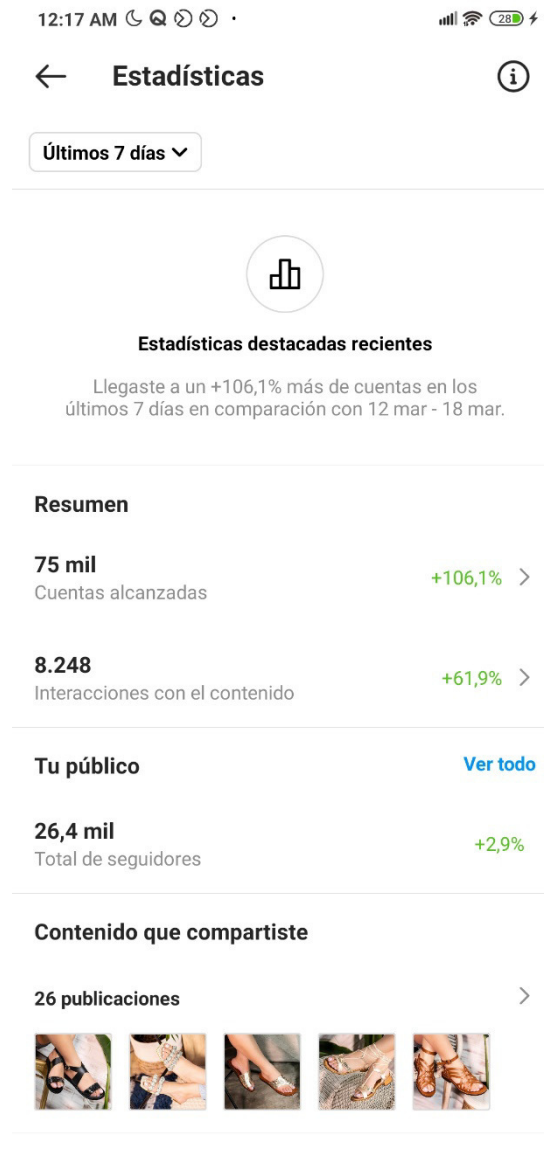 12:17 AM
28
Estadísticas
Últimos 7 días
Estadísticas destacadas recientes
Llegaste a un +106,1% más de cuentas en los
últimos 7 días en comparación con 12 mar - 18 mar.
Resumen
75 mil
+106,1%
Cuentas alcanzadas
8.248
+61,9%
Interacciones con el contenido
Tu público
Ver todo
26,4 mil
+2,9%
Total de seguidores
Contenido que compartiste
26 publicaciones